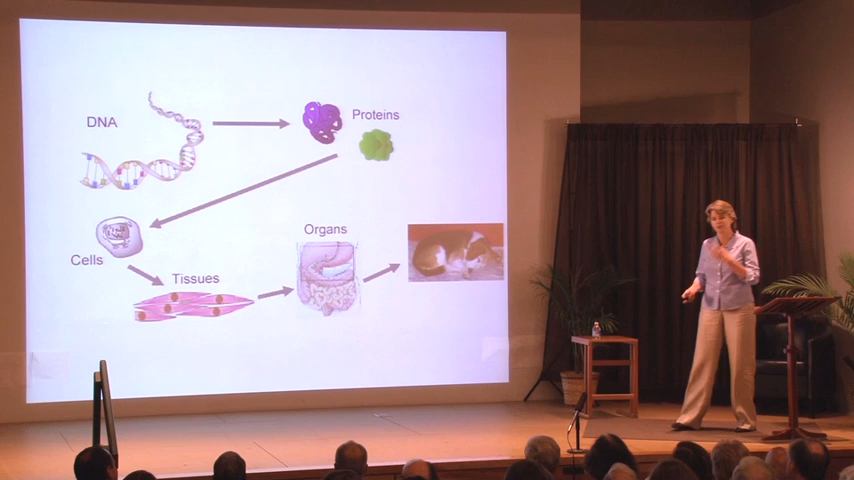 DNA
Proteins
Cells
Tissues
Organs